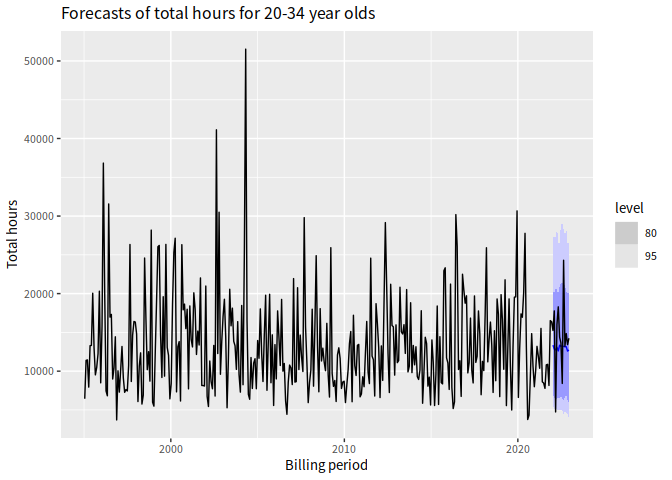 Forecasts of total hours for 20-34 year olds
50000
40000
30000
20000
10000
Total hours
2000
2010
2020
Billing period
level
80
95